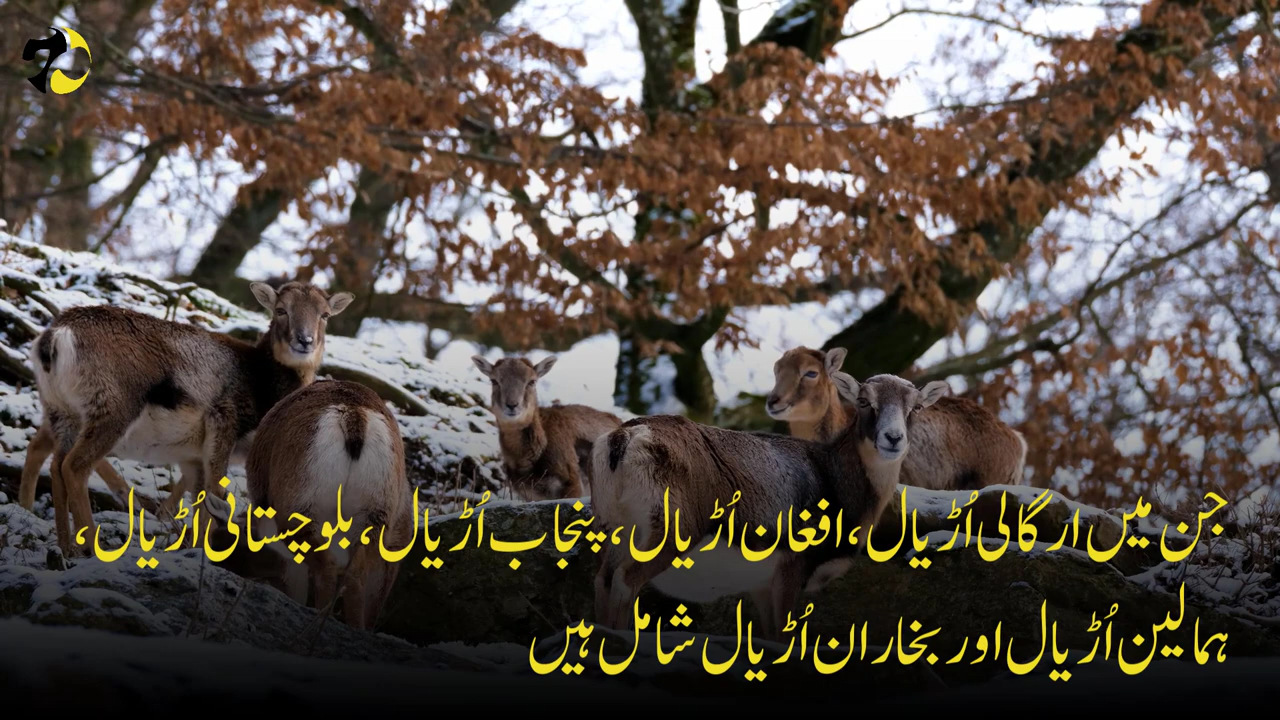 جن میں ارگالی اُڑیال، افغان اُڑیال، پنجاب اُڑیال، بلوچستانی اُڑیال،
ہمالین اُڑیال اور بخاران اُڑیال شامل ہیں